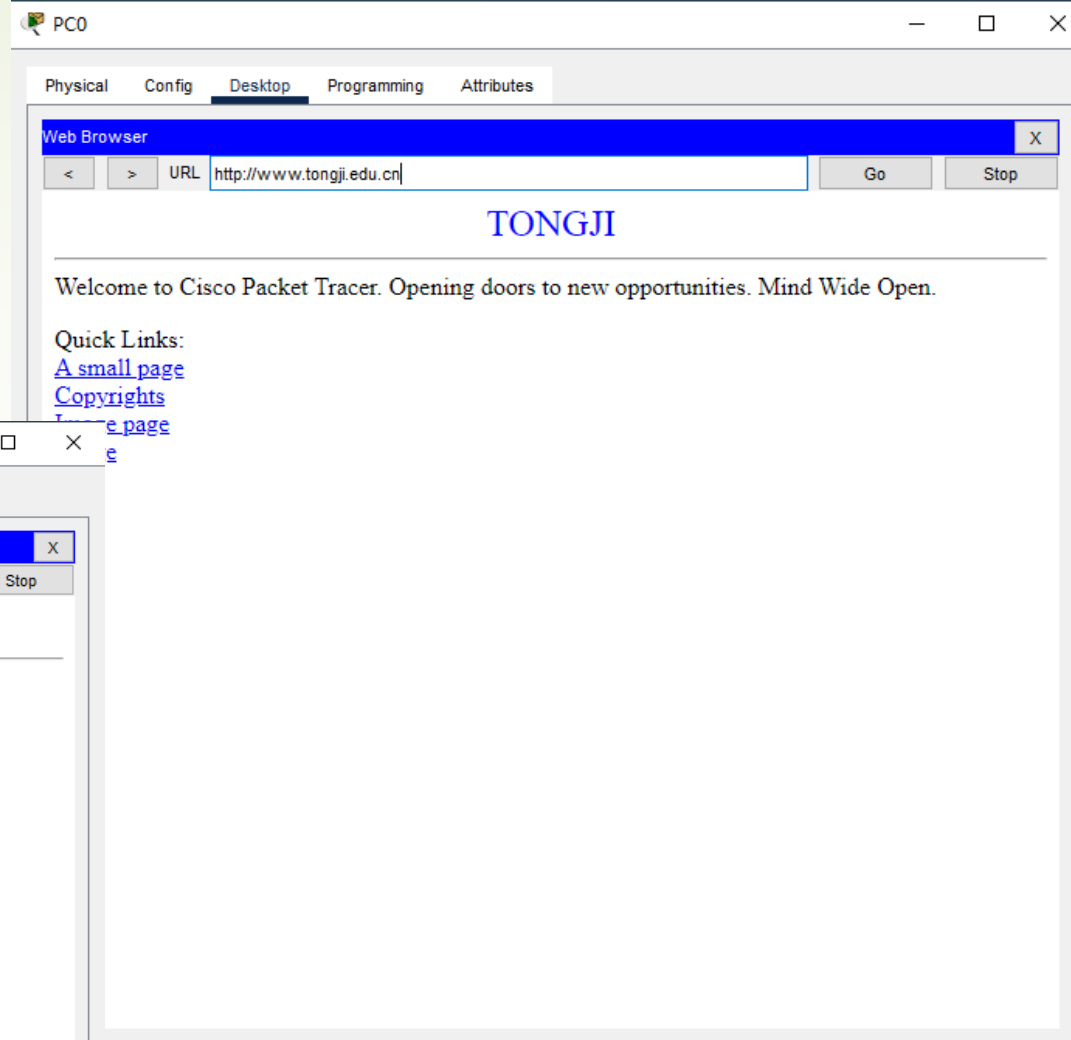 PC0
Physical Config Desktop Programming Attributes
Web Browser X
< > URL http://www.tongji.edu.cn Go Stop
TONGJI
Welcome to Cisco Packet Tracer. Opening doors to new opportunities. Mind Wide Open.
Quick Links:
A small page
Copyrights
page
X
Stop